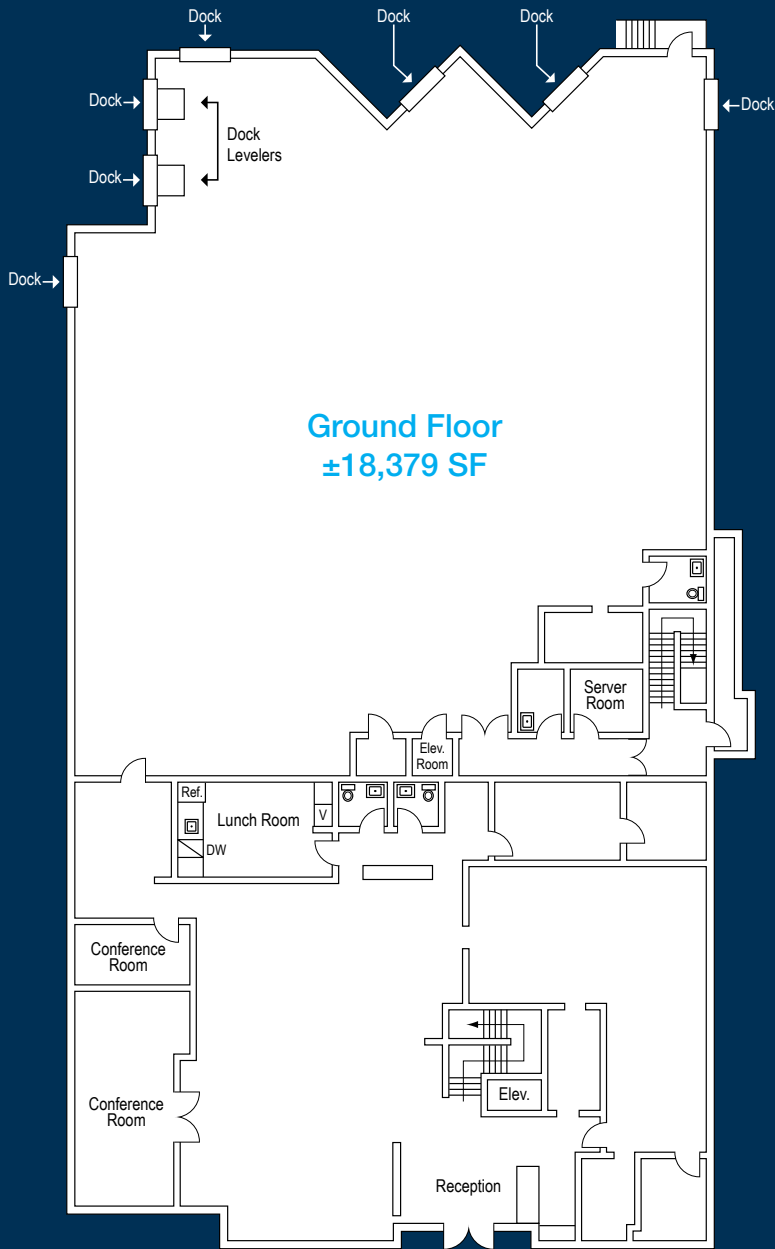 Dock
Dock
Dock
Dock
Dock
Dock
Levelers
Dock
Dock
Ground Floor
±18,379 SF
Server
Room
Elev.
Room
Ref.
Lunch Room
V
DW
Conference
Room
Elev.
Conference
Room
Reception